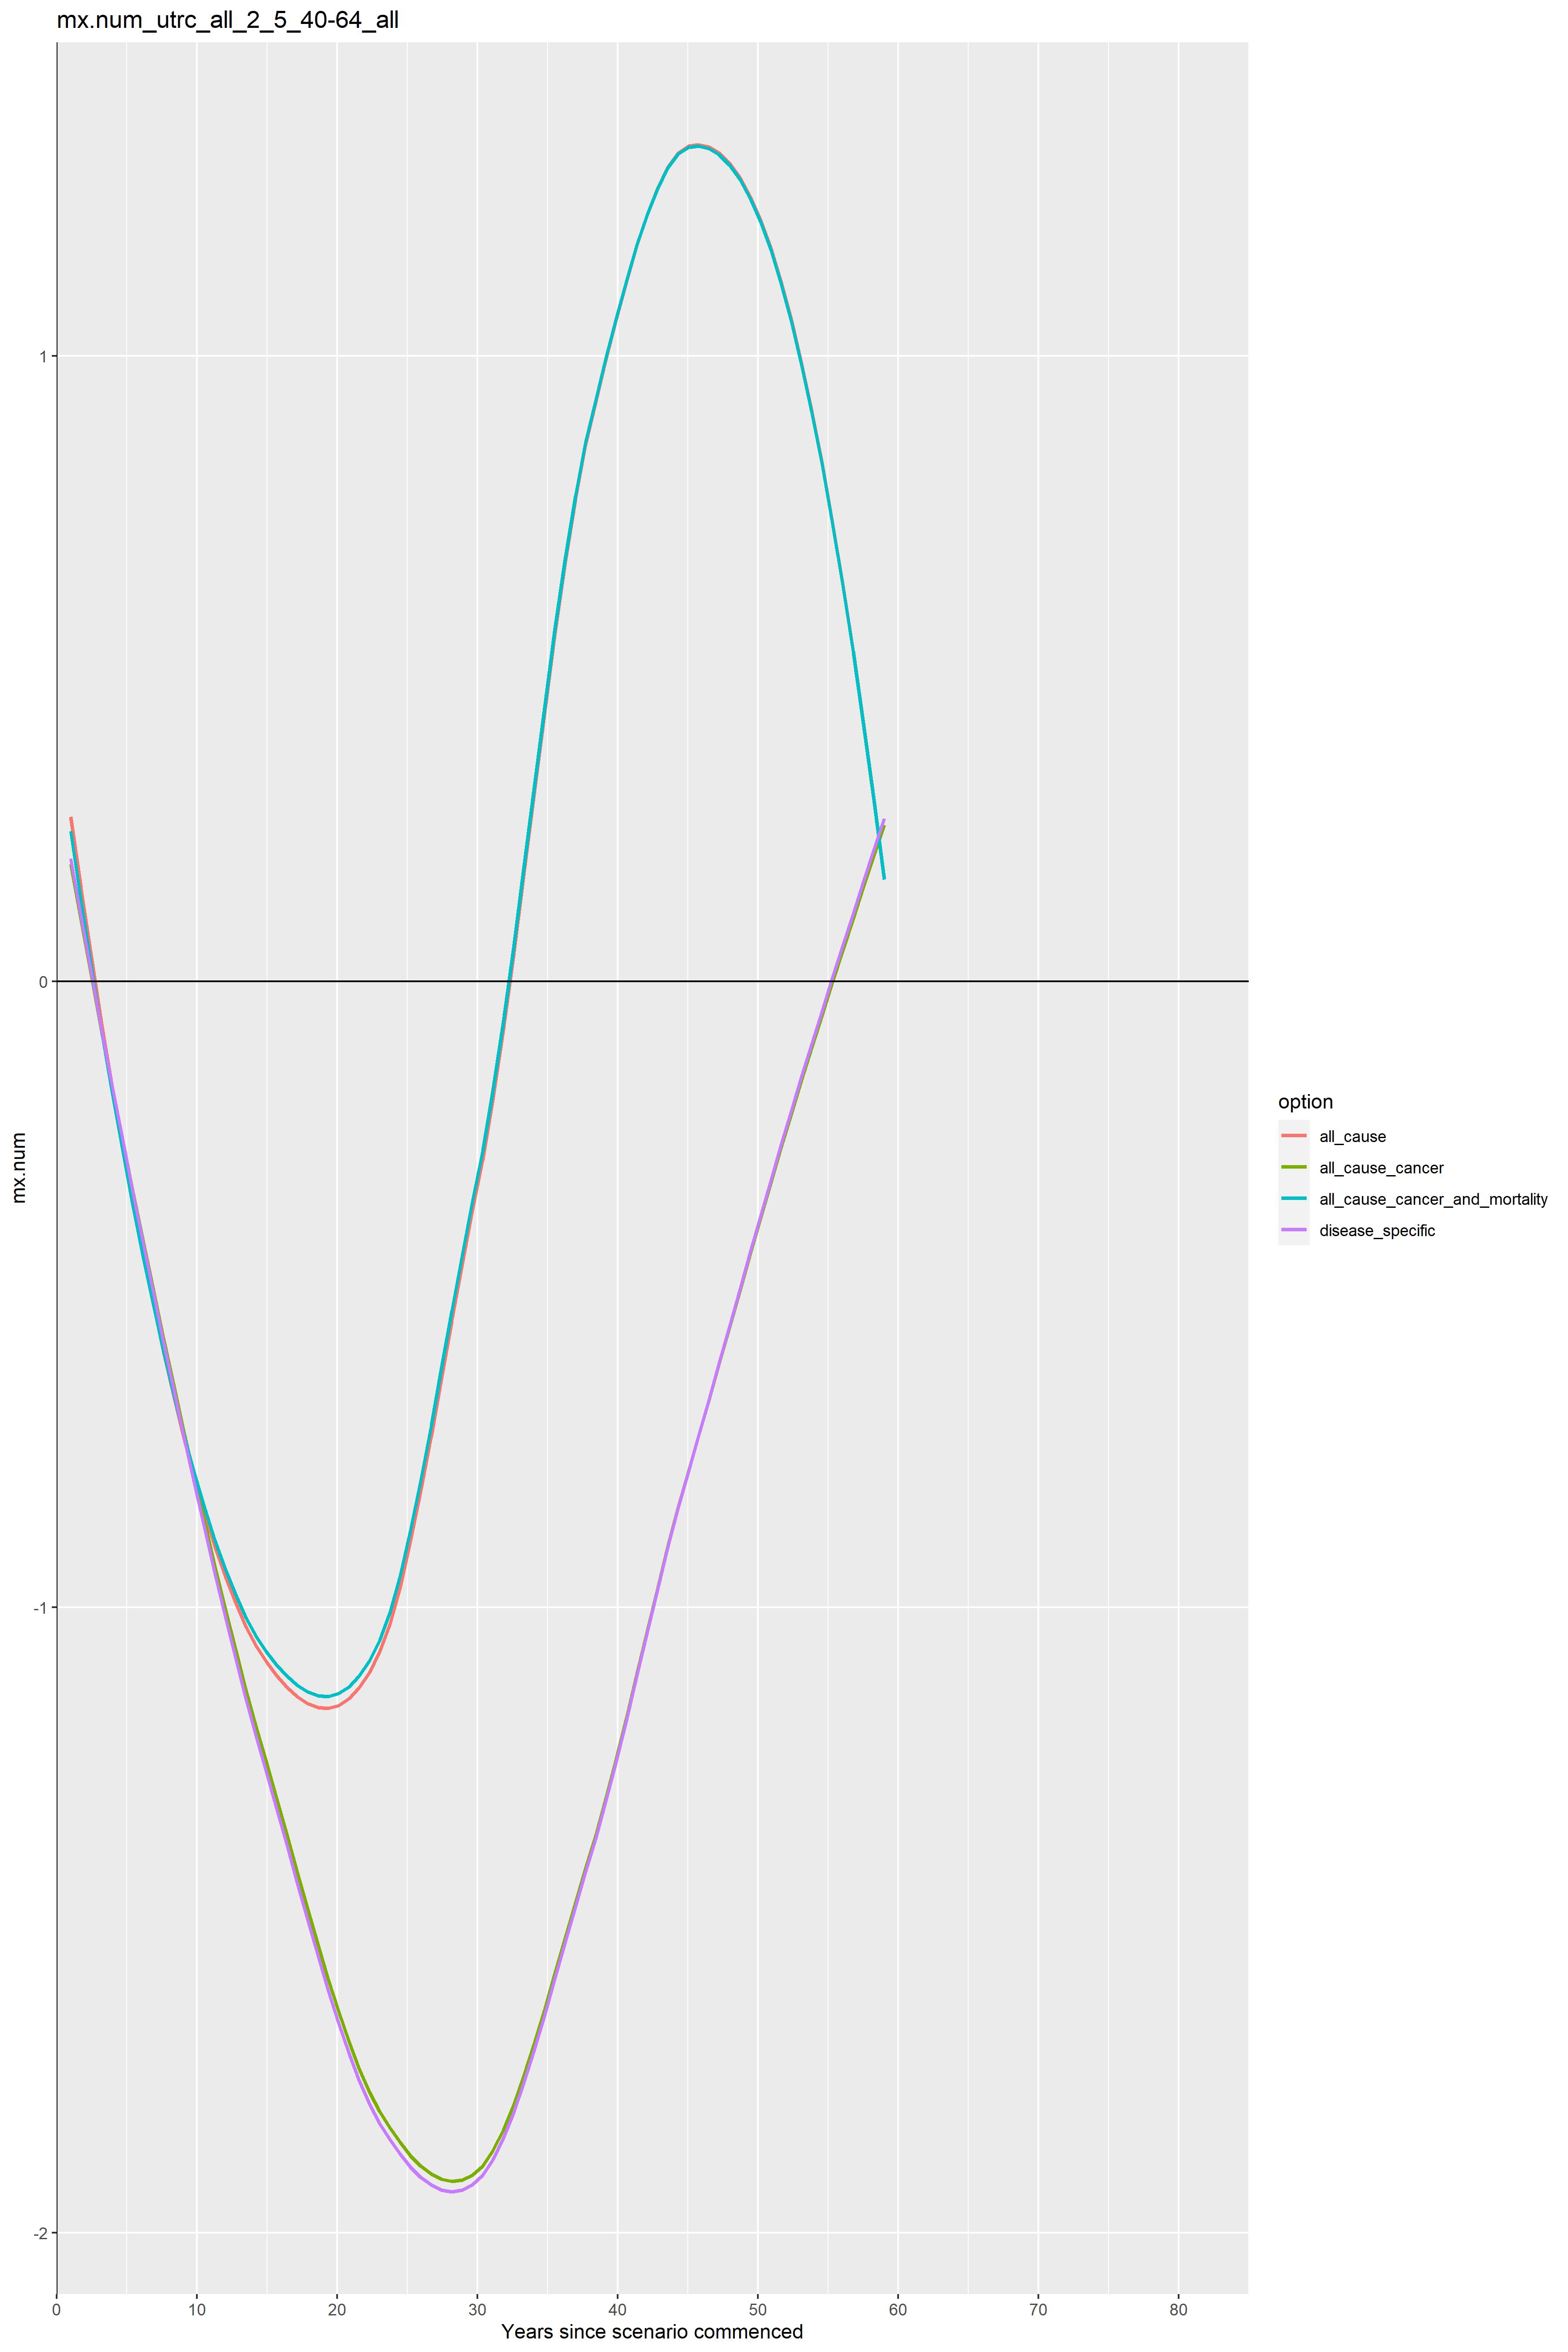 mx.num_utrc_all_2_5_40-64_all
mx.num
1
0
-1
-2
0 10 20 30 40 50 60 70 80
Years since scenario commenced
option
all_cause
all_cause_cancer
all_cause_cancer_and_mortality
disease_specific